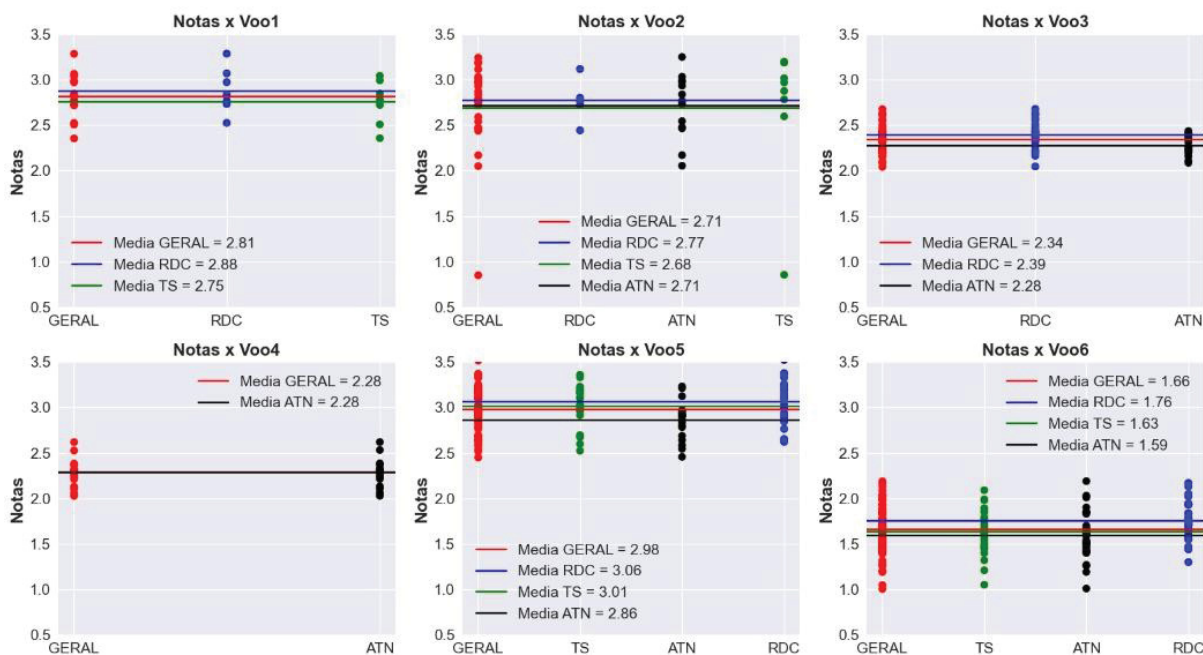 Notas x Voo1
Notas
3.5
3.0
2.5
2.0
1.5
1.0
0.5
Media GERAL = 2.81
Media RDC = 2.88
Media TS = 2.75
GERAL RDC TS
Notas x Voo2
Notas
3.5
3.0
2.5
2.0
1.5
1.0
0.5
Media GERAL = 2.71
Media RDC = 2.77
Media TS = 2.68
Media ATN = 2.71
GERAL RDC ATN TS
Notas x Voo3
Notas
3.5
3.0
2.5
2.0
1.5
1.0
0.5
Media GERAL = 2.34
Media RDC = 2.39
Media ATN = 2.28
GERAL RDC ATN
Notas x Voo4
Notas
3.5
3.0
2.5
2.0
1.5
1.0
0.5
Media GERAL = 2.28
Media ATN = 2.28
GERAL ATN
Notas x Voo5
Notas
3.5
3.0
2.5
2.0
1.5
1.0
0.5
Media GERAL = 2.98
Media RDC = 3.06
Media TS = 3.01
Media ATN = 2.86
GERAL TS ATN RDC
Notas x Voo6
Notas
3.5
3.0
2.5
2.0
1.5
1.0
0.5
Media GERAL = 1.66
Media RDC = 1.76
Media TS = 1.63
Media ATN = 1.59
GERAL TS ATN RDC